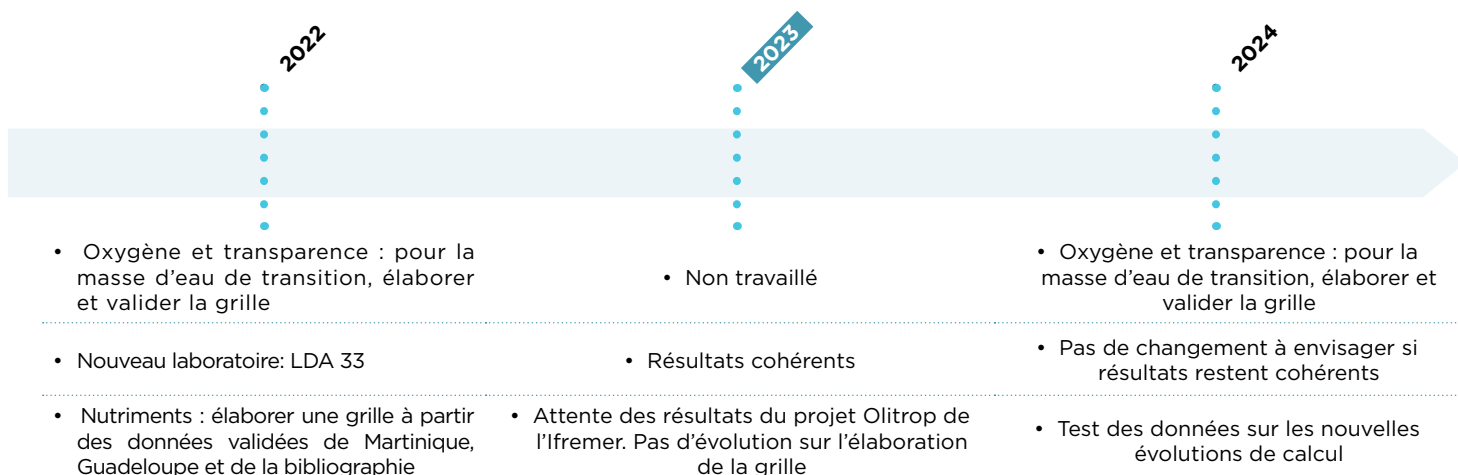 2022
2023
2024
• Oxygène et transparence : pour la
masse d'eau de transition, élaborer
et valider la grille
• Non travaillé
• Oxygène et transparence : pour la
masse d'eau de transition, élaborer et
valider la grille
• Nouveau laboratoire: LDA 33
• Résultats cohérents
• Pas de changement à envisager si
résultats restent cohérents
• Nutriments : élaborer une grille à partir
des données validées de Martinique,
Guadeloupe et de la bibliographie
• Attente des résultats du projet Olitrop de
l'Ifremer. Pas d'évolution sur l'élaboration
de la grille
• Test des données sur les nouvelles
évolutions de calcul